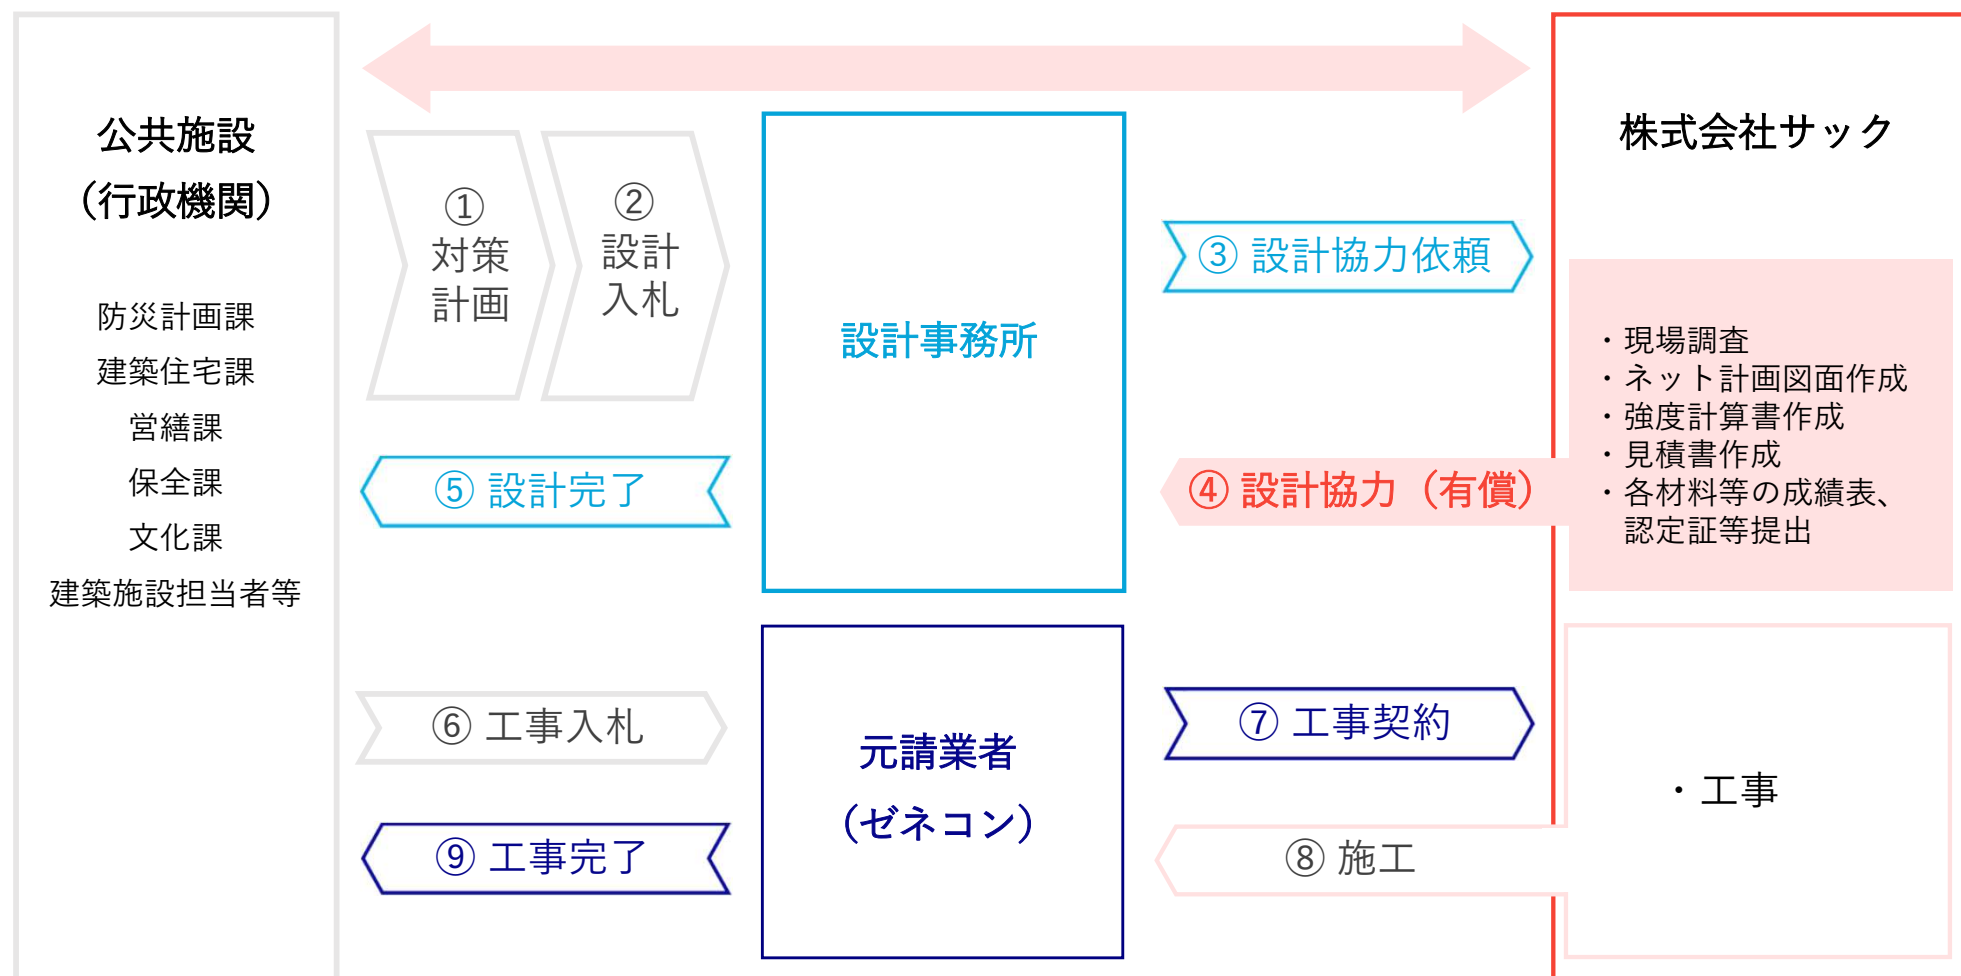 公共施設
（行政機関）
防災計画課
建築住宅課
営繕課
保全課
文化課
建築施設担当者等
①
対策
計画
②
設計
入札
設計事務所
③ 設計協力依頼
④ 設計協力（有償）
⑤ 設計完了
株式会社サック
・現場調査
・ネット計画図面作成
・強度計算書作成
・見積書作成
・各材料等の成績表、
認定証等提出
⑥ 工事入札
元請業者
（ゼネコン）
⑦ 工事契約
・工事
⑧ 施工
⑨ 工事完了